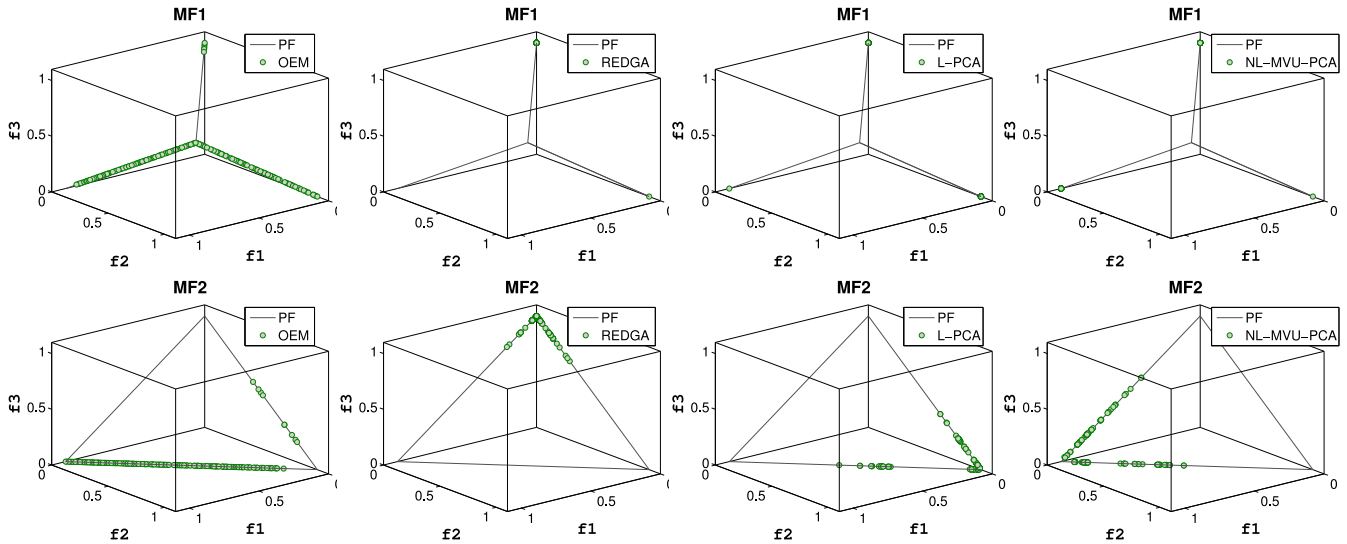 MF1 MF1 MF1 MF1
PF PF PF PF
OEM REDGA L-PCA NL-MVU-PCA
1 1 1 1
f3 f3 f3 f3
0.5 0.5 0.5 0.5
0 0 0 0
0 0 0 0 0 0 0 0
0.5 0.5 0.5 0.5 0.5 0.5 0.5 0.5
1 1 1 1 1 1 1 1
f2 f1 f2 f1 f2 f1 f2 f1
MF2 MF2 MF2 MF2
PF PF PF PF
OEM REDGA L-PCA NL-MVU-PCA
1 1 1 1
f3 f3 f3 f3
0.5 0.5 0.5 0.5
0 0 0 0
0 0 0 0 0 0 0 0
0.5 0.5 0.5 0.5 0.5 0.5 0.5 0.5
1 1 1 1 1 1 1 1
f2 f1 f2 f1 f2 f1 f2 f1